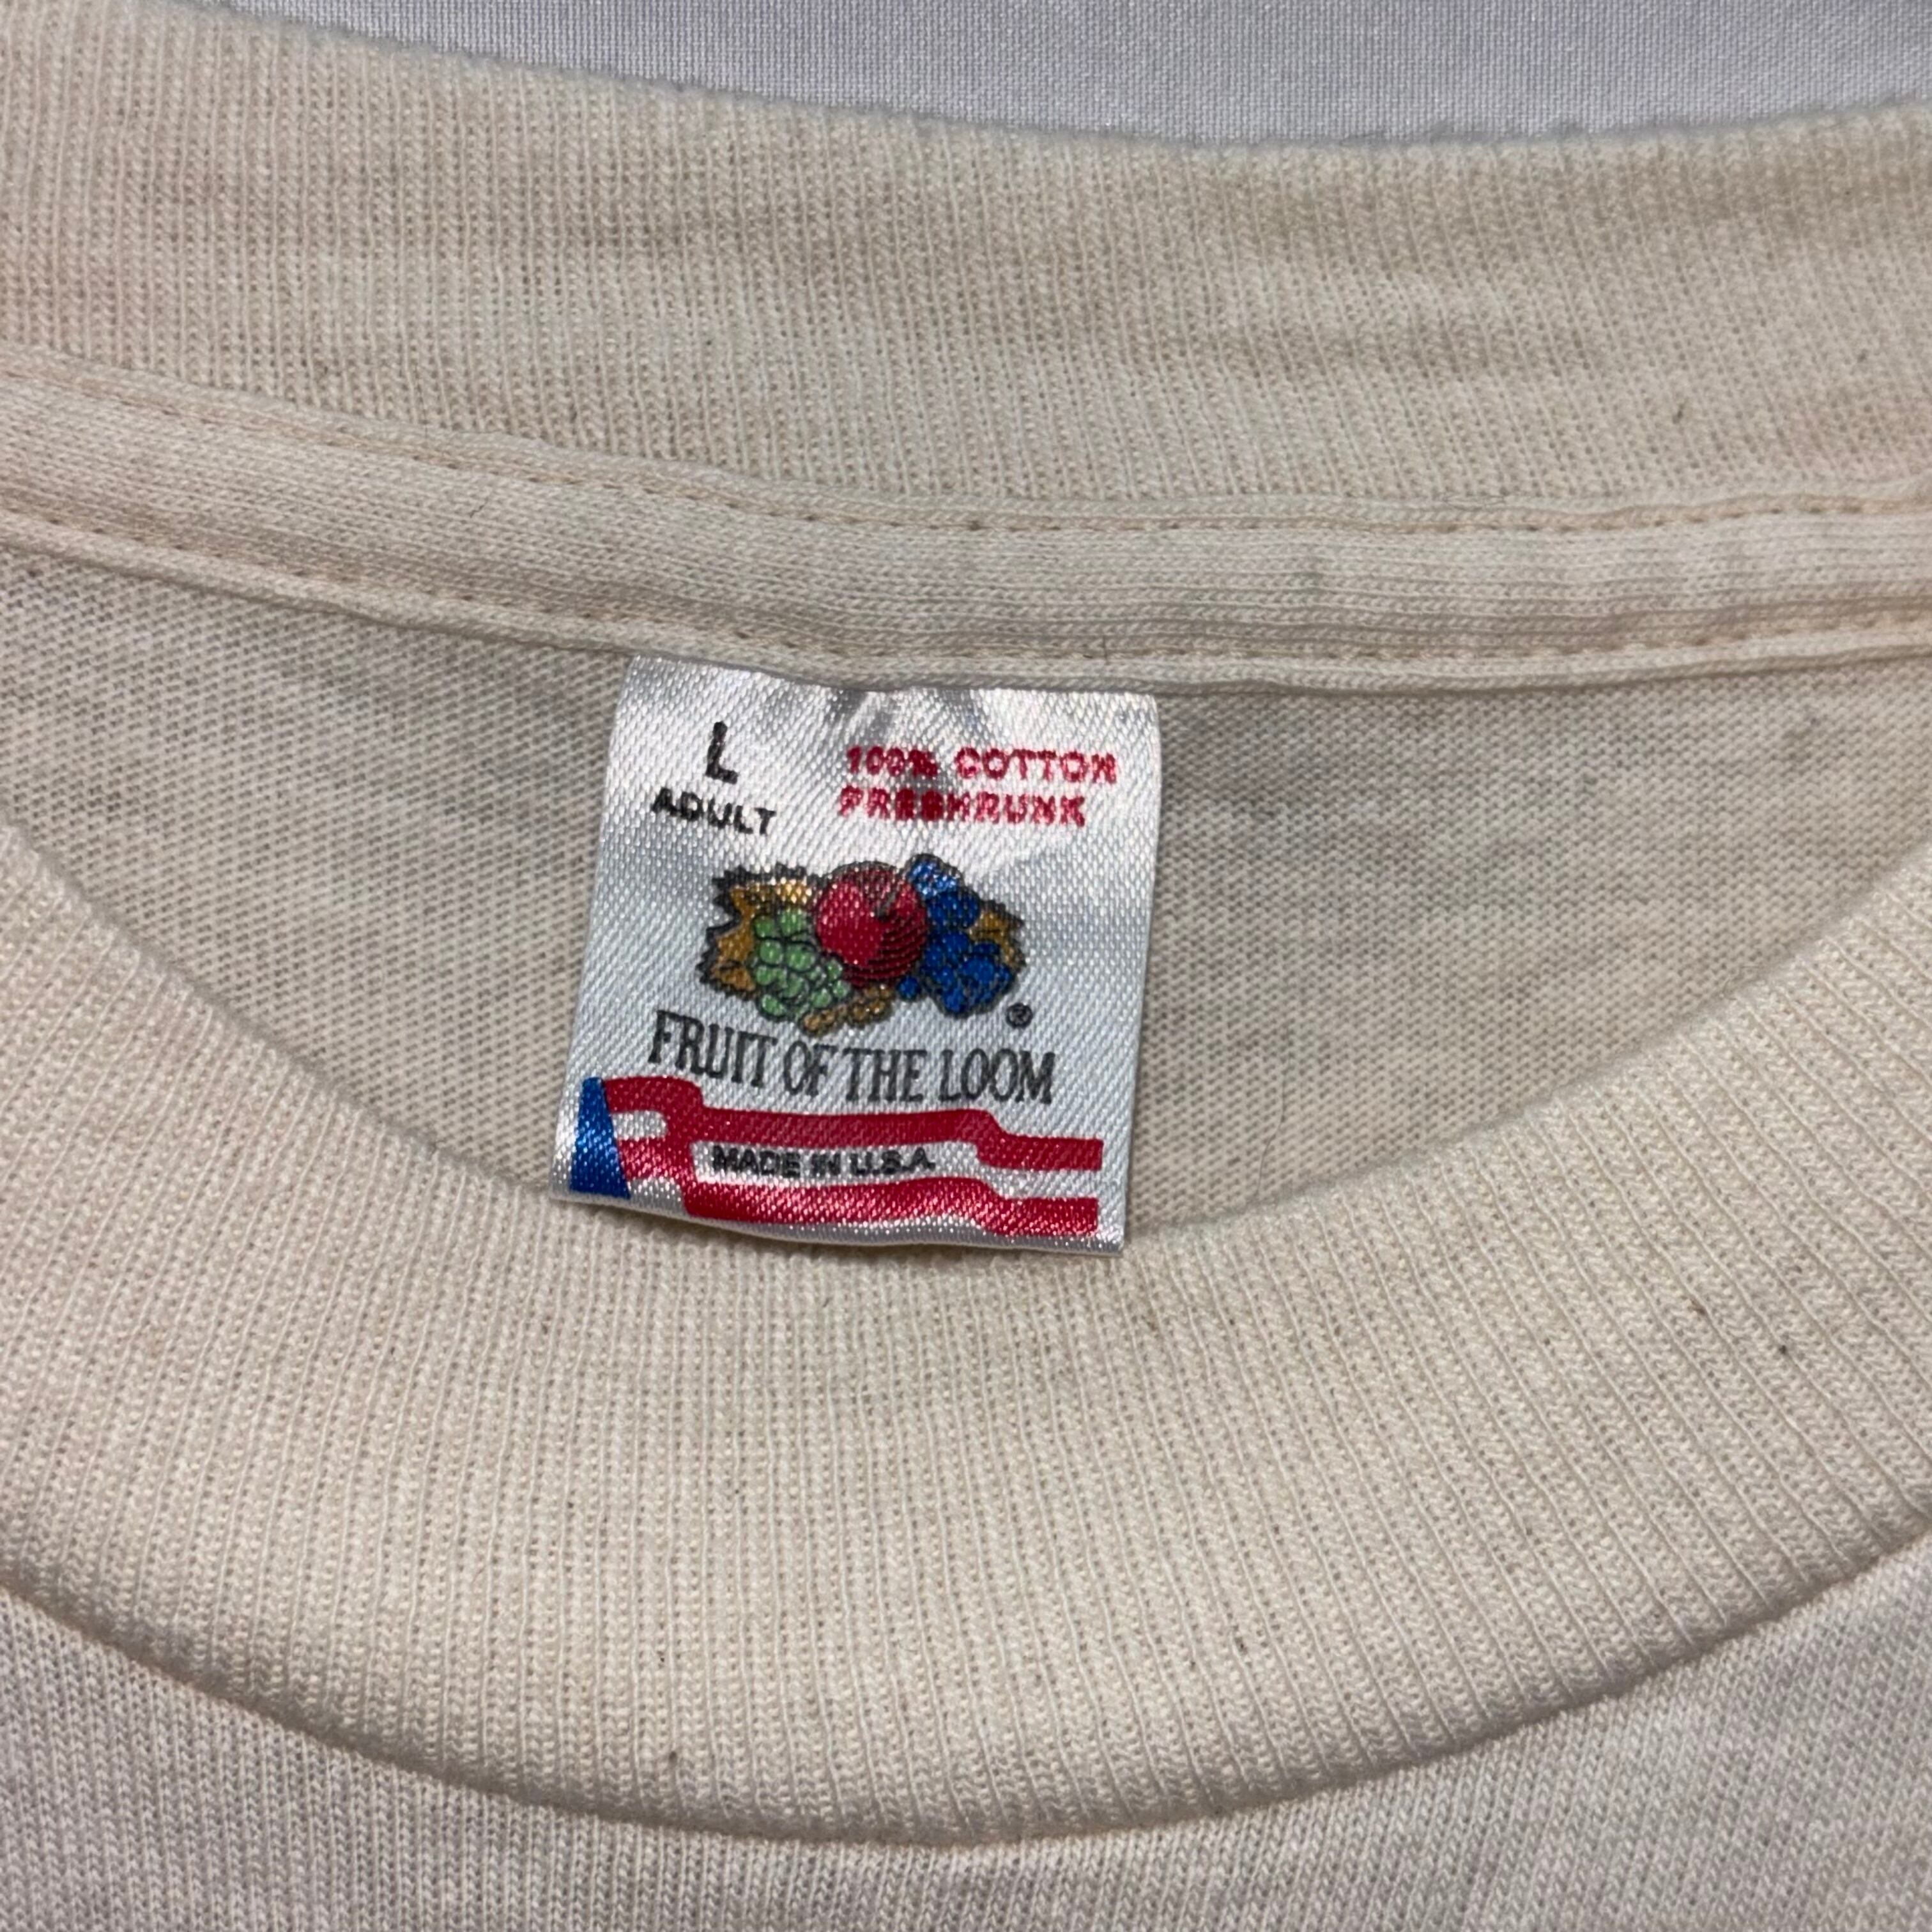 L
ADULT
100% COTTON
PRESHRUNK
®
FRUIT OF THE LOOM
MADE IN U.S.A.